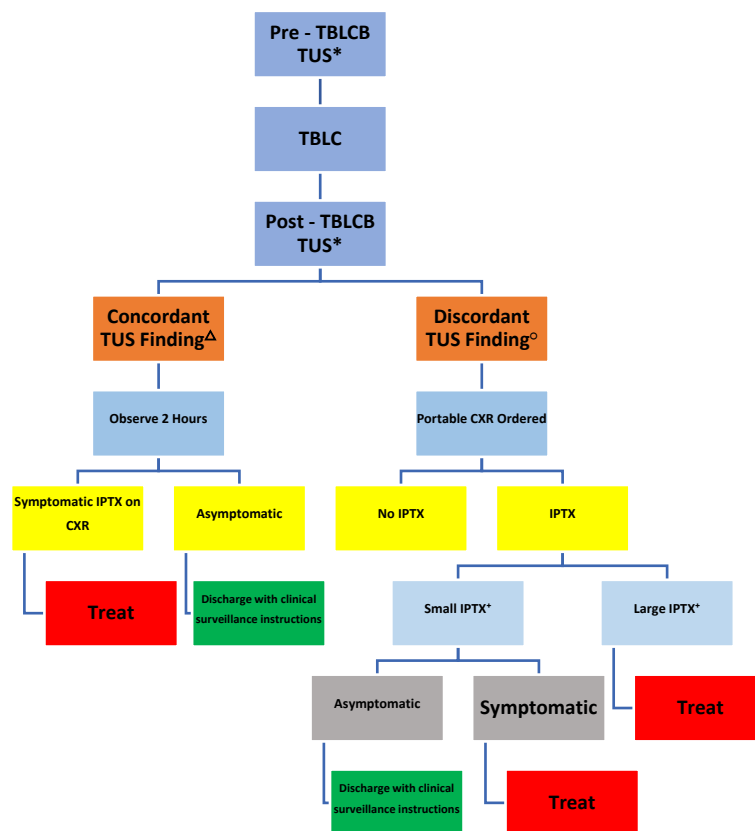 Pre - TBLCB
TUS*
TBLC
Post - TBLCB
TUS*
Concordant
TUS Finding△
Discordant
TUS Finding○
Observe 2 Hours
Portable CXR Ordered
Symptomatic IPTX on
CXR
Asymptomatic
No IPTX
IPTX
Treat
Discharge with clinical
surveillance instructions
Small IPTX⁺
Large IPTX⁺
Asymptomatic
Symptomatic
Treat
Discharge with clinical
surveillance instructions
Treat